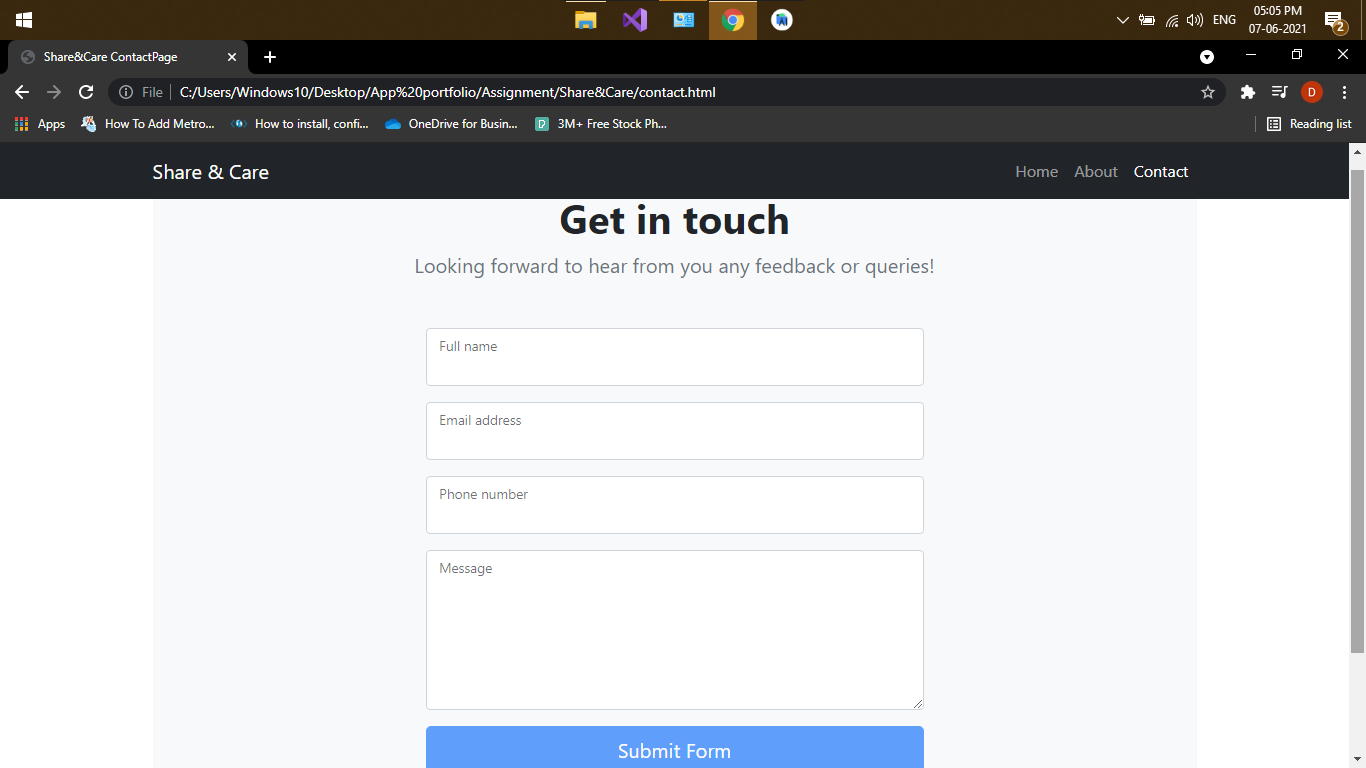 ENG
05:05 PM
07-06-2021
2
Share&Care ContactPage
File
C:/Users/Windows10/Desktop/App%20portfolio/Assignment/Share&Care/contact.html
D
Apps
How To Add Metro...
How to install, confi...
OneDrive for Busin...
3M+ Free Stock Ph...
Reading list
Share & Care
Home About Contact
Get in touch
Looking forward to hear from you any feedback or queries!
Full name
Email address
Phone number
Message
Submit Form